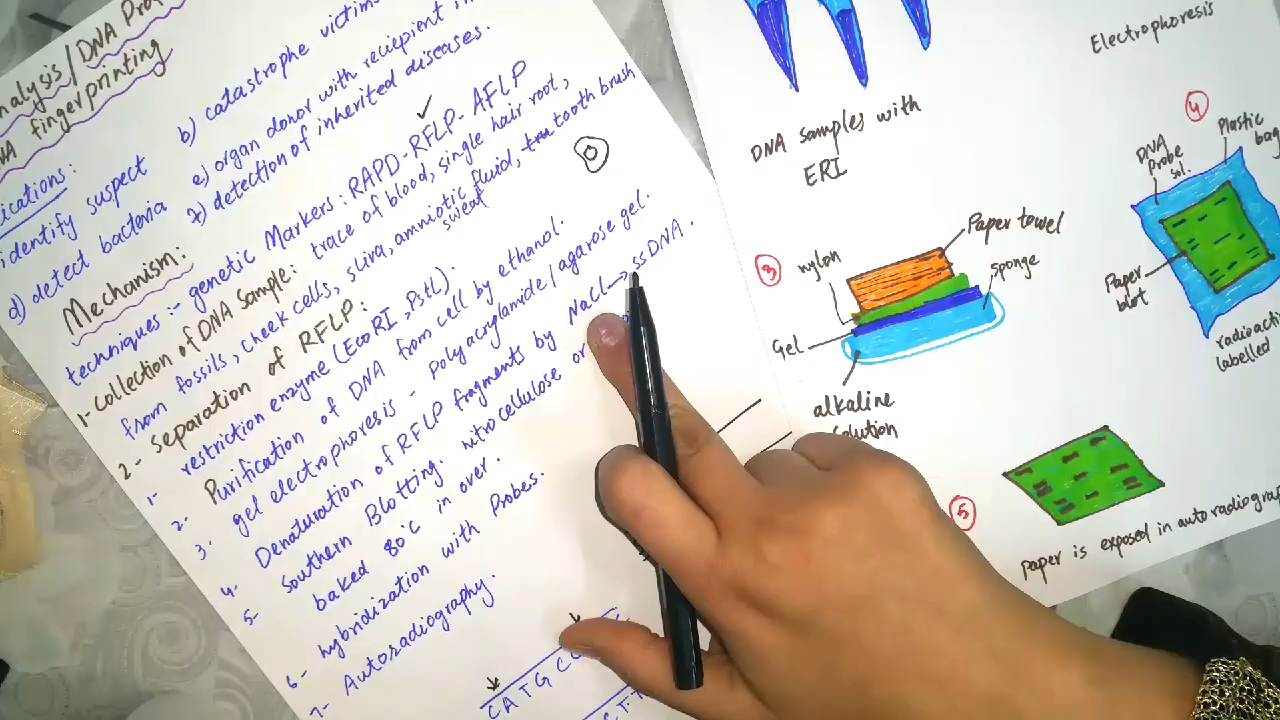 nalysis/DNA Pro
NA fingerprinting
ications:
identify suspect
b) catastrophe victims
d) detect bacteria
e) organ donor with reciepient in
7) detection of inherited diseases.
Mechanism:
techniques :- genetic Markers: RAPD-RFLP-AFLP
1- collection of DNA Sample: trace of blood, single hair root,
from fossils, cheek cells, sliva, amniotic fluid, tooth brush
sweat
2- separation of RFLP:
1- restriction enzyme (EcoRI, PstI).
2. Purification of DNA from cell by ethanol.
3. gel electrophoresis - polyacrylamide/agarose gel.
4- Denaturation of RFLP fragments by NaCl → ssDNA.
5. Southern Blotting. nitrocellulose or
baked 80°C in over.
6- hybridization with Probes.
7- Autoradiography.
CATGC
DNA samples with
ERI
Electrophoresis
3
nylon
Paper towel
sponge
Gel
alkaline
solution
4
DNA
Probe
sol.
Plastic
bag
Paper
blot
radioacti
labelled
5
paper is exposed in autoradiograp